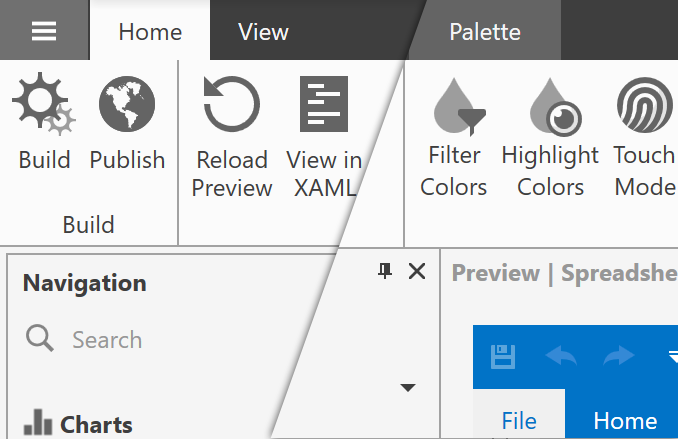 Home View Palette
Build Publish Reload Preview View in XAML Filter Colors Highlight Colors Touch Mode
Build
Navigation Preview | Spreadshe
Search
Charts
File Home